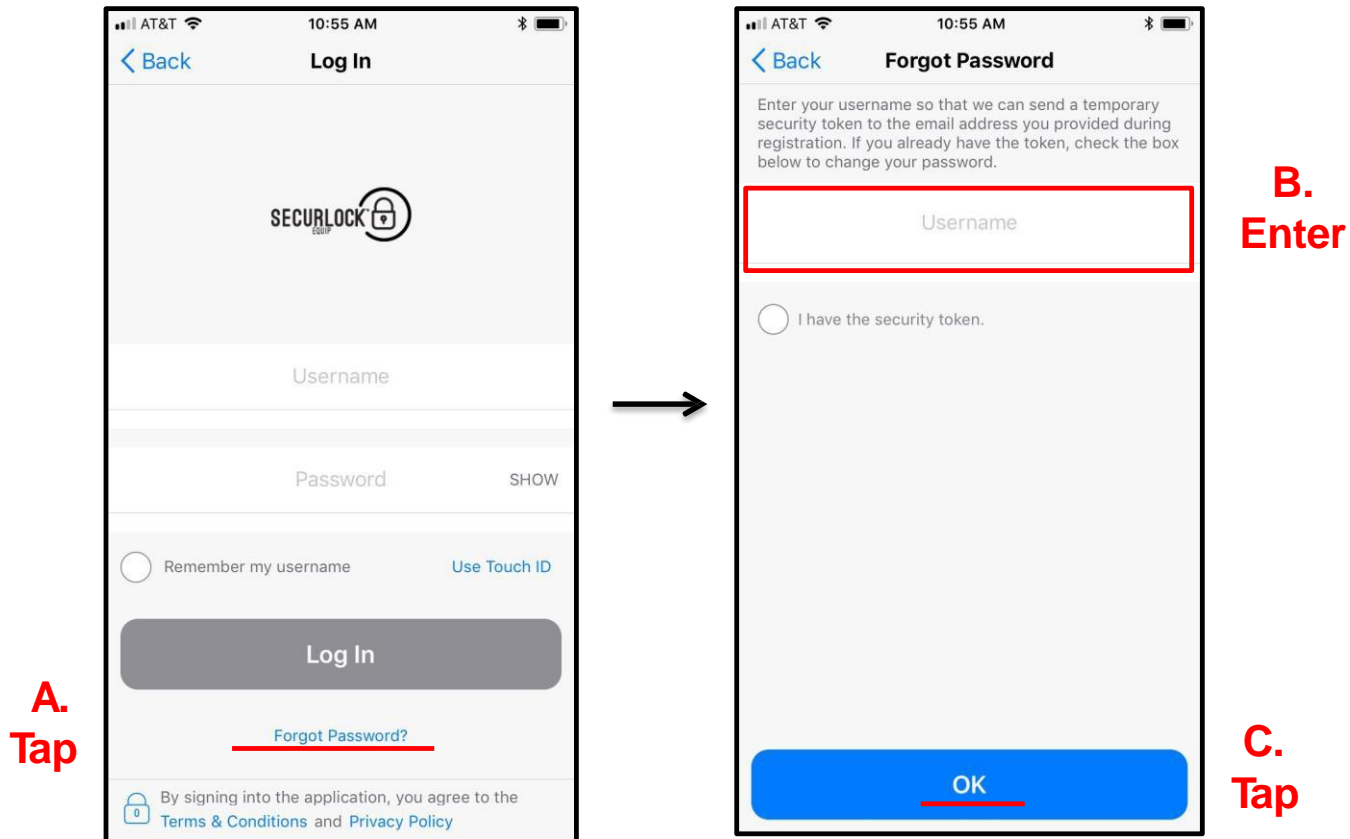 AT&T 10:55 AM
Back Log In
SECURLOCK
EQUIP
Username
Password SHOW
Remember my username Use Touch ID
Log In
Forgot Password?
By signing into the application, you agree to the
Terms & Conditions and Privacy Policy
A.
Tap
AT&T 10:55 AM
Back Forgot Password
Enter your username so that we can send a temporary
security token to the email address you provided during
registration. If you already have the token, check the box
below to change your password.
Username
I have the security token.
OK
B.
Enter
C.
Tap